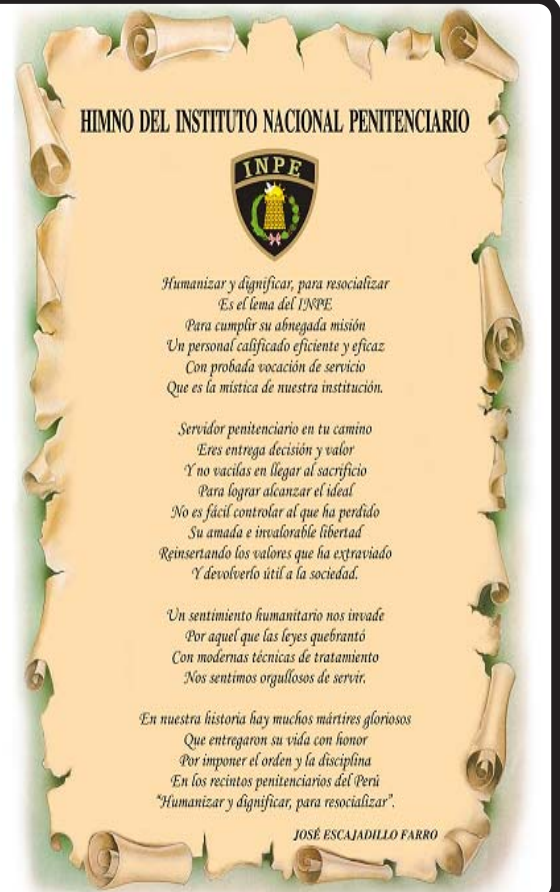 HIMNO DEL INSTITUTO NACIONAL PENITENCIARIO
INPE
Humanizar y dignificar, para resocializar
Es el lema del INPE
Para cumplir su abnegada misión
Un personal calificado eficiente y eficaz
Con probada vocación de servicio
Que es la mística de nuestra institución.
Servidor penitenciario en tu camino
Eres entrega decisión y valor
Y no vacilas en llegar al sacrificio
Para lograr alcanzar el ideal
No es fácil controlar al que ha perdido
Su amada e invalorable libertad
Reinsertando los valores que ha extraviado
Y devolverlo útil a la sociedad.
Un sentimiento humanitario nos invade
Por aquel que las leyes quebrantó
Con modernas técnicas de tratamiento
Nos sentimos orgullosos de servir.
En nuestra historia hay muchos mártires gloriosos
Que entregaron su vida con honor
Por imponer el orden y la disciplina
En los recintos penitenciarios del Perú
“Humanizar y dignificar, para resocializar”.
JOSÉ ESCAJADILLO FARRO